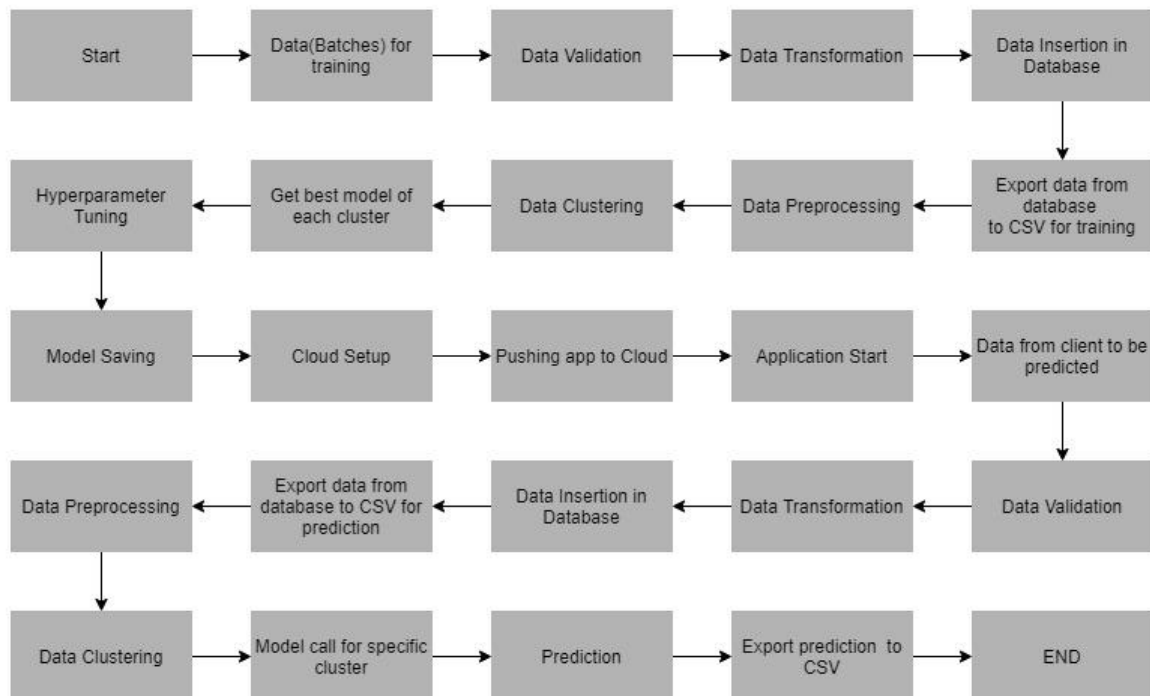 Start
Data(Batches) for
training
Data Validation
Data Transformation
Data Insertion in
Database
Hyperparameter
Tuning
Get best model of
each cluster
Data Clustering
Data Preprocessing
Export data from
database
to CSV for training
Model Saving
Cloud Setup
Pushing app to Cloud
Application Start
Data from client to be
predicted
Data Preprocessing
Export data from
database to CSV for
prediction
Data Insertion in
Database
Data Transformation
Data Validation
Data Clustering
Model call for specific
cluster
Prediction
Export prediction to
CSV
END